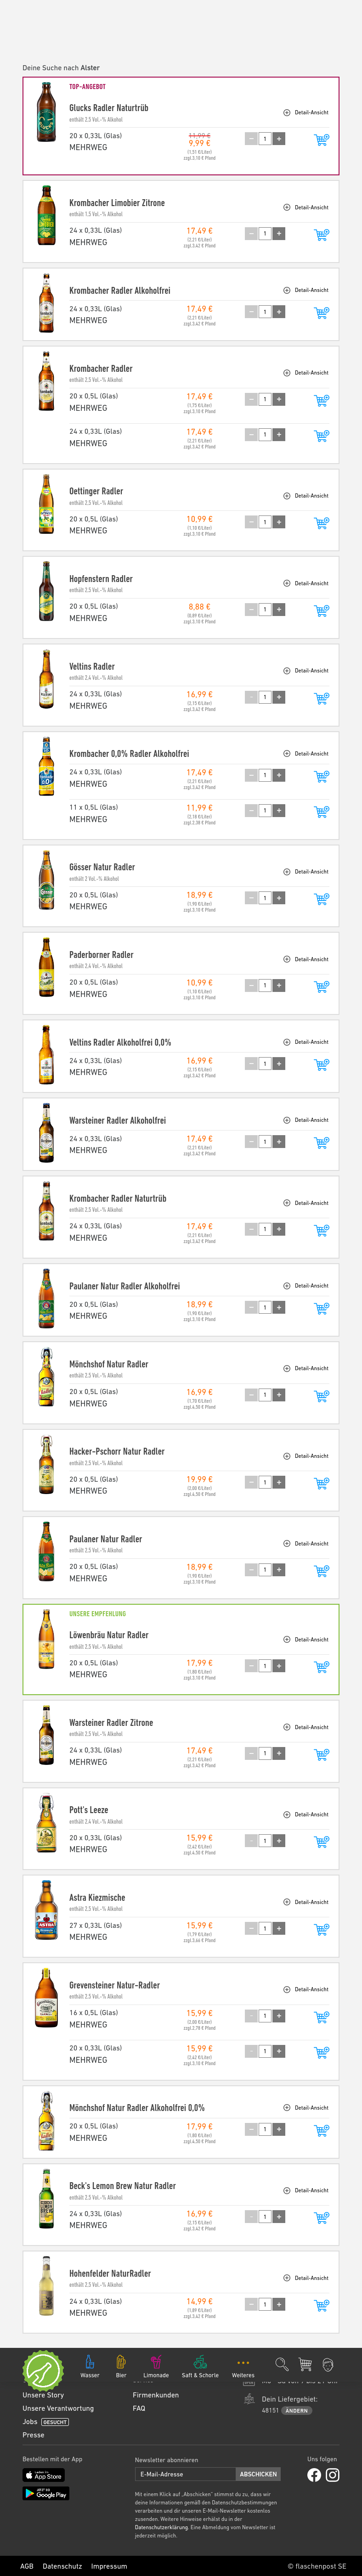 Deine Suche nach Alster
TOP-ANGEBOT
Glucks Radler Naturtrüb
Detail-Ansicht
enthält 2.5 Vol.-% Alkohol
20 x 0,33L (Glas)
11,99 €
9,99 €
1
MEHRWEG
(1,51 €/Liter)
zzgl.3.10 € Pfand
Krombacher Limobier Zitrone
Detail-Ansicht
enthält 1.3 Vol.-% Alkohol
24 x 0,33L (Glas)
17,49 €
1
MEHRWEG
(2,21 €/Liter)
zzgl.3.42 € Pfand
Krombacher Radler Alkoholfrei
Detail-Ansicht
24 x 0,33L (Glas)
17,49 €
1
MEHRWEG
(2,21 €/Liter)
zzgl.3.42 € Pfand
Krombacher Radler
Detail-Ansicht
enthält 2.5 Vol.-% Alkohol
20 x 0,5L (Glas)
17,49 €
1
MEHRWEG
(1,75 €/Liter)
zzgl.3.10 € Pfand
24 x 0,33L (Glas)
17,49 €
1
MEHRWEG
(2,21 €/Liter)
zzgl.3.42 € Pfand
Oettinger Radler
Detail-Ansicht
enthält 2.5 Vol.-% Alkohol
20 x 0,5L (Glas)
10,99 €
1
MEHRWEG
(1,10 €/Liter)
zzgl.3.10 € Pfand
Hopfenstern Radler
Detail-Ansicht
enthält 2.5 Vol.-% Alkohol
20 x 0,5L (Glas)
8,88 €
1
MEHRWEG
(0,89 €/Liter)
zzgl.3.10 € Pfand
Veltins Radler
Detail-Ansicht
enthält 2.4 Vol.-% Alkohol
24 x 0,33L (Glas)
16,99 €
1
MEHRWEG
(2,15 €/Liter)
zzgl.3.42 € Pfand
Krombacher 0,0% Radler Alkoholfrei
Detail-Ansicht
24 x 0,33L (Glas)
17,49 €
1
MEHRWEG
(2,21 €/Liter)
zzgl.3.42 € Pfand
11 x 0,5L (Glas)
11,99 €
1
MEHRWEG
(2,18 €/Liter)
zzgl.2.38 € Pfand
Gösser Natur Radler
Detail-Ansicht
enthält 2 Vol.-% Alkohol
20 x 0,5L (Glas)
18,99 €
1
MEHRWEG
(1,90 €/Liter)
zzgl.3.10 € Pfand
Paderborner Radler
Detail-Ansicht
enthält 2.4 Vol.-% Alkohol
20 x 0,5L (Glas)
10,99 €
1
MEHRWEG
(1,10 €/Liter)
zzgl.3.10 € Pfand
Veltins Radler Alkoholfrei 0,0%
Detail-Ansicht
24 x 0,33L (Glas)
16,99 €
1
MEHRWEG
(2,15 €/Liter)
zzgl.3.42 € Pfand
Warsteiner Radler Alkoholfrei
Detail-Ansicht
24 x 0,33L (Glas)
17,49 €
1
MEHRWEG
(2,21 €/Liter)
zzgl.3.42 € Pfand
Krombacher Radler Naturtrüb
Detail-Ansicht
enthält 2.5 Vol.-% Alkohol
24 x 0,33L (Glas)
17,49 €
1
MEHRWEG
(2,21 €/Liter)
zzgl.3.42 € Pfand
Paulaner Natur Radler Alkoholfrei
Detail-Ansicht
20 x 0,5L (Glas)
18,99 €
1
MEHRWEG
(1,90 €/Liter)
zzgl.3.10 € Pfand
Mönchshof Natur Radler
Detail-Ansicht
enthält 2.5 Vol.-% Alkohol
20 x 0,5L (Glas)
16,99 €
1
MEHRWEG
(1,70 €/Liter)
zzgl.4.50 € Pfand
Hacker-Pschorr Natur Radler
Detail-Ansicht
enthält 2.5 Vol.-% Alkohol
20 x 0,5L (Glas)
19,99 €
1
MEHRWEG
(2,00 €/Liter)
zzgl.4.50 € Pfand
Paulaner Natur Radler
Detail-Ansicht
enthält 2.5 Vol.-% Alkohol
20 x 0,5L (Glas)
18,99 €
1
MEHRWEG
(1,90 €/Liter)
zzgl.3.10 € Pfand
UNSERE EMPFEHLUNG
Löwenbräu Natur Radler
Detail-Ansicht
enthält 2.3 Vol.-% Alkohol
20 x 0,5L (Glas)
17,99 €
1
MEHRWEG
(1,80 €/Liter)
zzgl.3.10 € Pfand
Warsteiner Radler Zitrone
Detail-Ansicht
enthält 2.5 Vol.-% Alkohol
24 x 0,33L (Glas)
17,49 €
1
MEHRWEG
(2,21 €/Liter)
zzgl.3.42 € Pfand
Pott's Leeze
Detail-Ansicht
enthält 2.4 Vol.-% Alkohol
20 x 0,33L (Glas)
15,99 €
1
MEHRWEG
(2,42 €/Liter)
zzgl.4.50 € Pfand
Astra Kiezmische
Detail-Ansicht
enthält 2.5 Vol.-% Alkohol
27 x 0,33L (Glas)
15,99 €
1
MEHRWEG
(1,79 €/Liter)
zzgl.3.66 € Pfand
Grevensteiner Natur-Radler
Detail-Ansicht
enthält 2.5 Vol.-% Alkohol
16 x 0,5L (Glas)
15,99 €
1
MEHRWEG
(2,00 €/Liter)
zzgl.2.78 € Pfand
20 x 0,33L (Glas)
15,99 €
1
MEHRWEG
(2,42 €/Liter)
zzgl.3.10 € Pfand
Mönchshof Natur Radler Alkoholfrei 0,0%
Detail-Ansicht
20 x 0,5L (Glas)
17,99 €
1
MEHRWEG
(1,80 €/Liter)
zzgl.4.50 € Pfand
Beck's Lemon Brew Natur Radler
Detail-Ansicht
enthält 2.5 Vol.-% Alkohol
24 x 0,33L (Glas)
16,99 €
1
MEHRWEG
(2,15 €/Liter)
zzgl.3.42 € Pfand
Hohenfelder NaturRadler
Detail-Ansicht
enthält 2.5 Vol.-% Alkohol
24 x 0,33L (Glas)
14,99 €
1
MEHRWEG
(1,89 €/Liter)
zzgl.3.42 € Pfand
Wasser
Bier
Limonade
Saft & Schorle
Weiteres
Unsere Story
Firmenkunden
Unsere Verantwortung
FAQ
Dein Liefergebiet:
48151 ÄNDERN
Jobs GESUCHT
Presse
Bestellen mit der App
Newsletter abonnieren
Uns folgen
App Store
E-Mail-Adresse
ABSCHICKEN
Google Play
Mit einem Klick auf „Abschicken" stimmst du zu, dass wir
deine Informationen gemäß den Datenschutzbestimmungen
verarbeiten und dir unseren E-Mail-Newsletter kostenlos
zusenden. Weitere Hinweise erhältst du in der
Datenschutzerklärung. Eine Abmeldung vom Newsletter ist
jederzeit möglich.
AGB
Datenschutz
Impressum
© flaschenpost SE